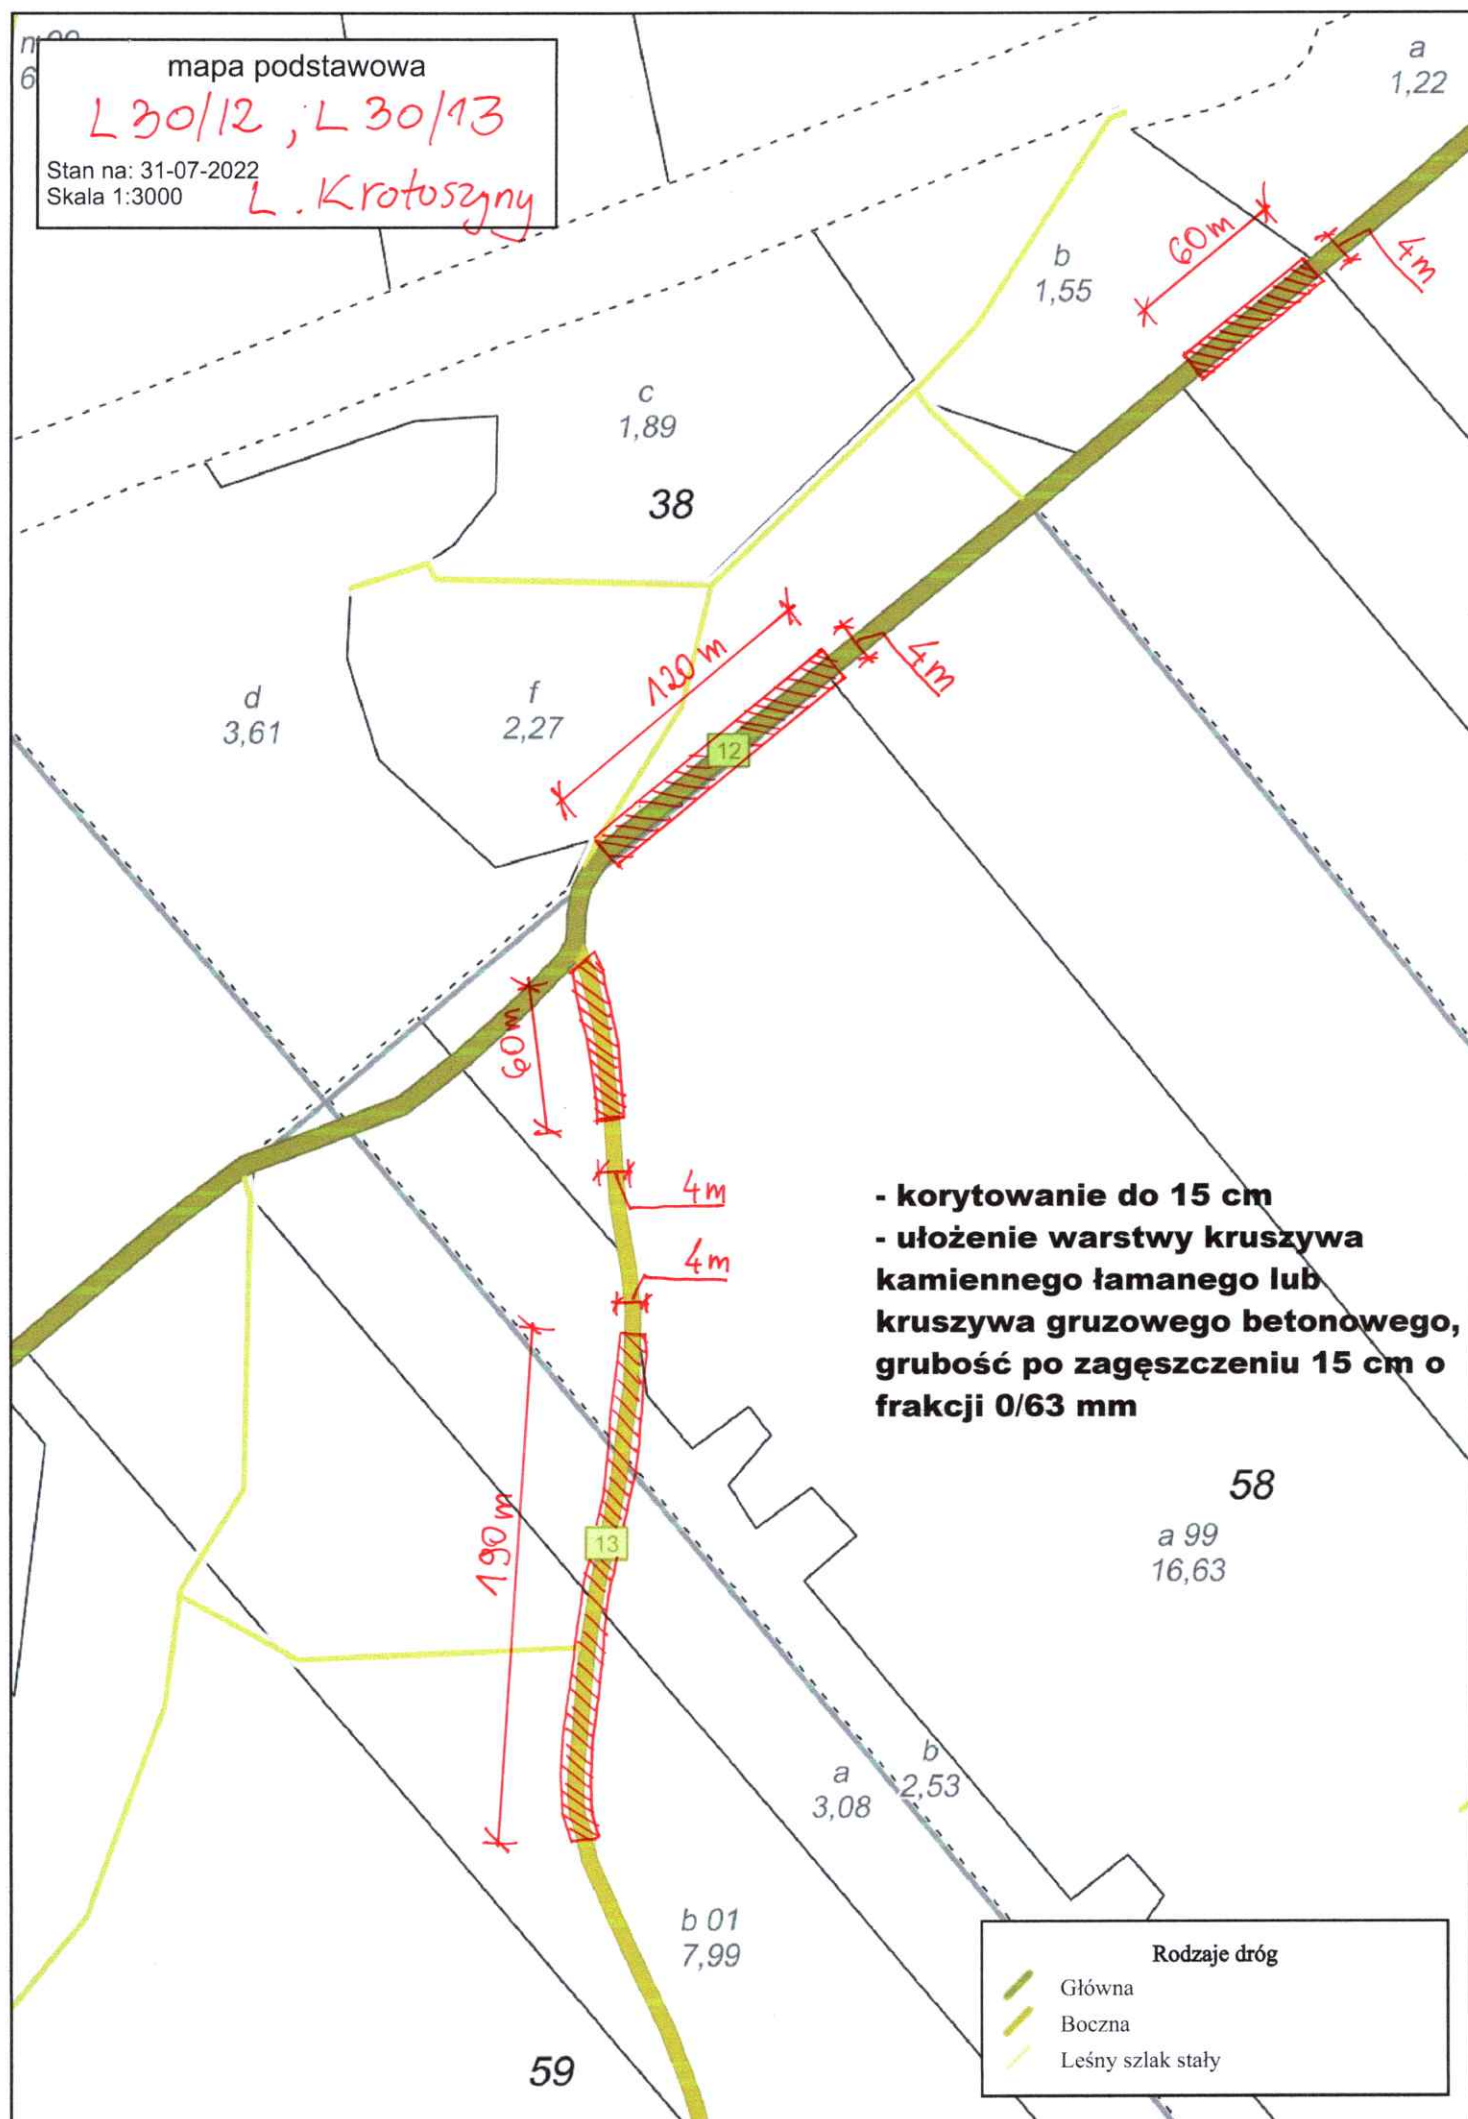 mapa podstawowa
L 30/12 ; L 30/13
Stan na: 31-07-2022
Skala 1:3000
L. Krotoszyny
a
1,22
60m
4m
b
1,55
c
1,89
38
120 m
4m
d
3,61
f
2,27
12
60m
4m
4m
- korytowanie do 15 cm
- ułożenie warstwy kruszywa
kamiennego łamanego lub
kruszywa gruzowego betonowego,
grubość po zagęszczeniu 15 cm o
frakcji 0/63 mm
58
a 99
16,63
190m
13
b
2,53
a
3,08
b 01
7,99
59
Rodzaje dróg
Główna
Boczna
Leśny szlak stały